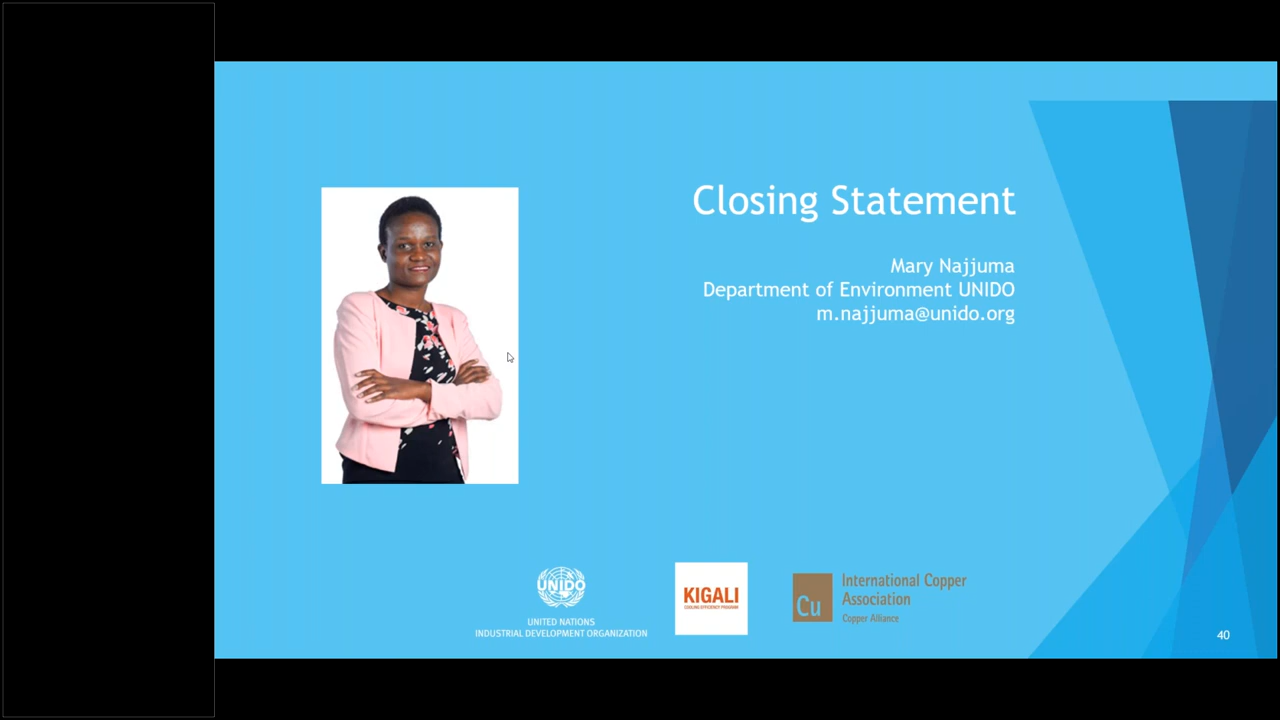 Closing Statement
Mary Najjuma
Department of Environment UNIDO
m.najjuma@unido.org
UNIDO
UNITED NATIONS
INDUSTRIAL DEVELOPMENT ORGANIZATION
KIGALI
COOLING EFFICIENCY PROGRAM
Cu
International Copper
Association
Copper Alliance
40